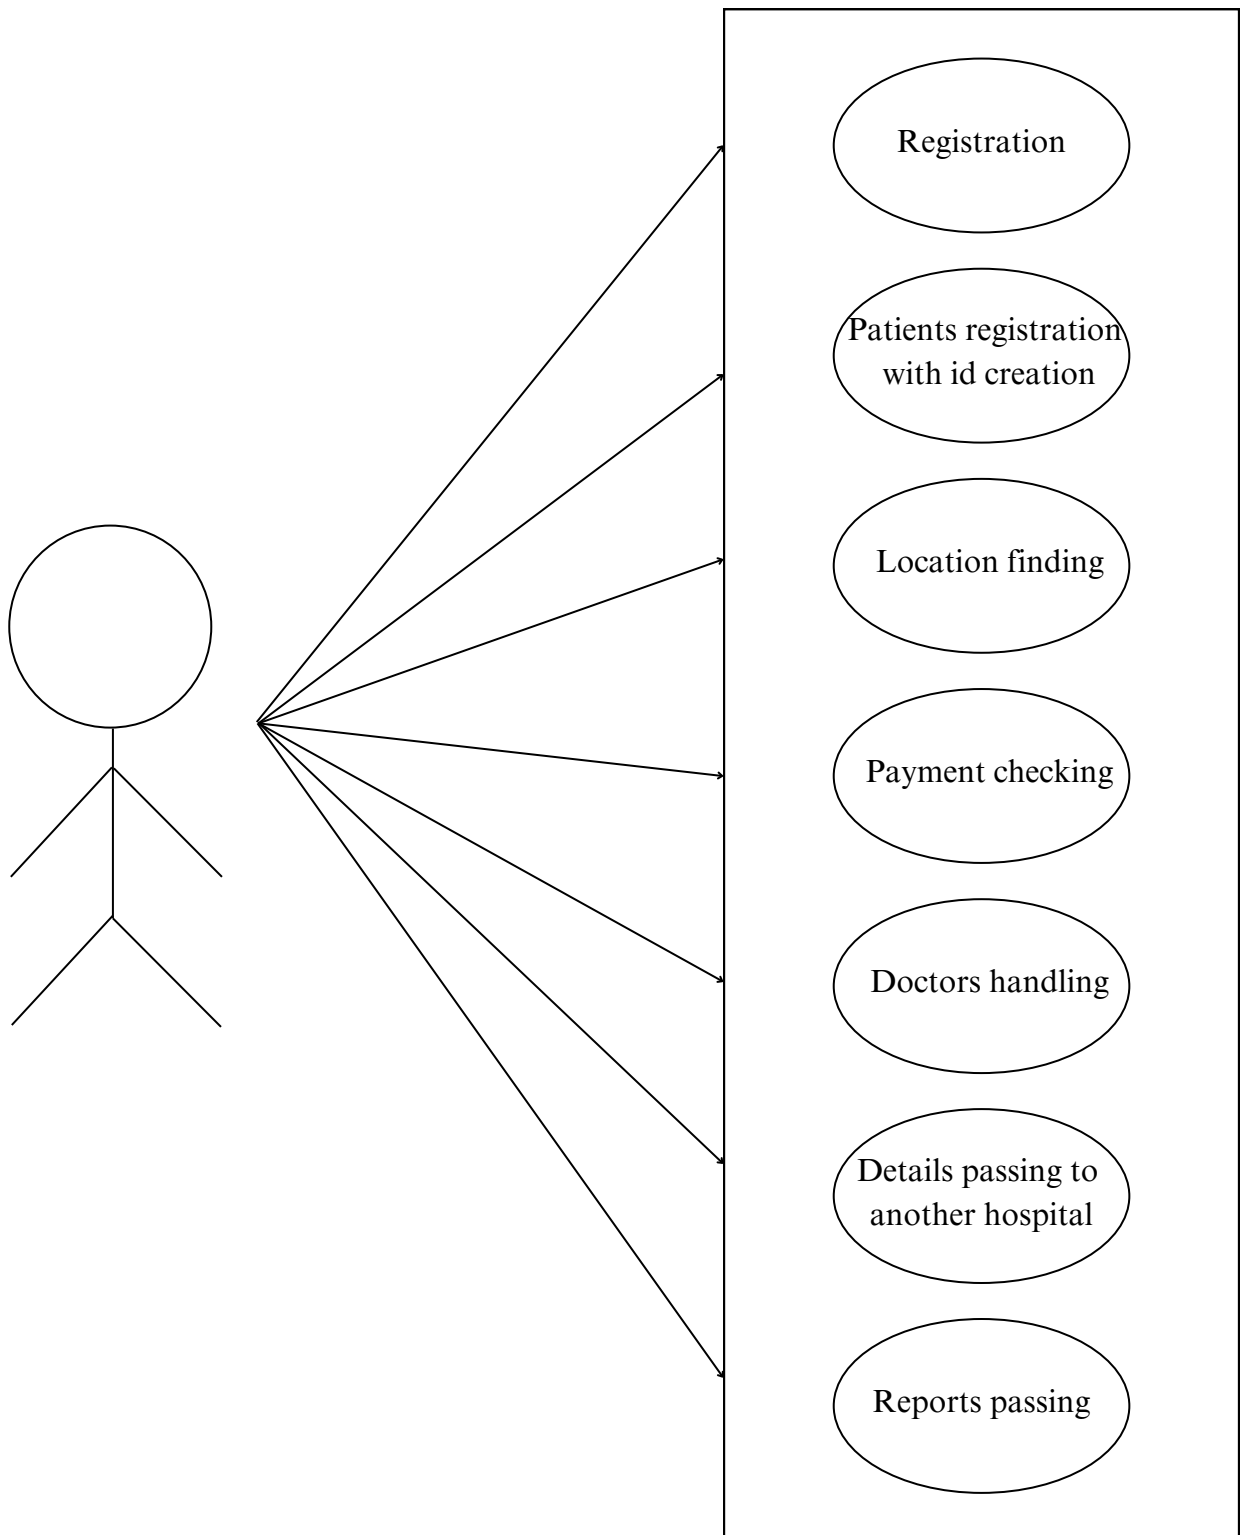 Registration
Patients registration
with id creation
Location finding
Payment checking
Doctors handling
Details passing to
another hospital
Reports passing